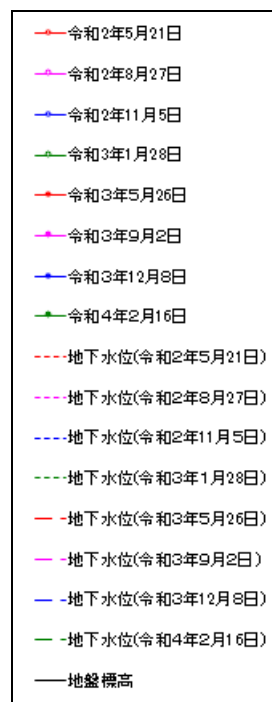 令和2年5月21日
令和2年8月27日
令和2年11月5日
令和3年1月28日
令和3年5月26日
令和3年9月2日
令和3年12月8日
令和4年2月16日
地下水位(令和2年5月21日)
地下水位(令和2年8月27日)
地下水位(令和2年11月5日)
地下水位(令和3年1月28日)
地下水位(令和3年5月26日)
地下水位(令和3年9月2日)
地下水位(令和3年12月8日)
地下水位(令和4年2月16日)
地盤標高